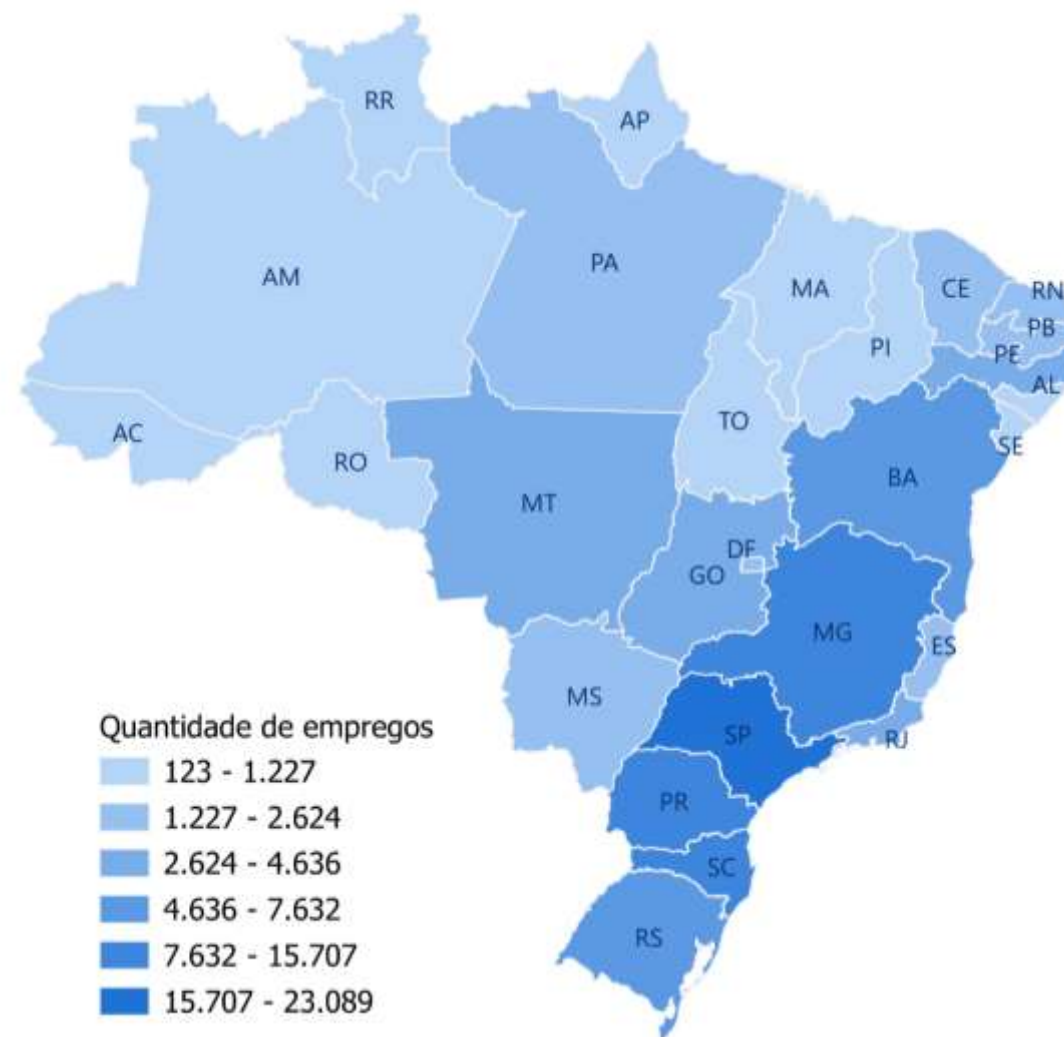 RR
AP
AM
PA
MA
CE
RN
PB
PI
PE
AL
TO
AC
RO
SE
BA
MT
DF
GO
MG
ES
MS
SP
RJ
PR
SC
RS
Quantidade de empregos
123 - 1.227
1.227 - 2.624
2.624 - 4.636
4.636 - 7.632
7.632 - 15.707
15.707 - 23.089